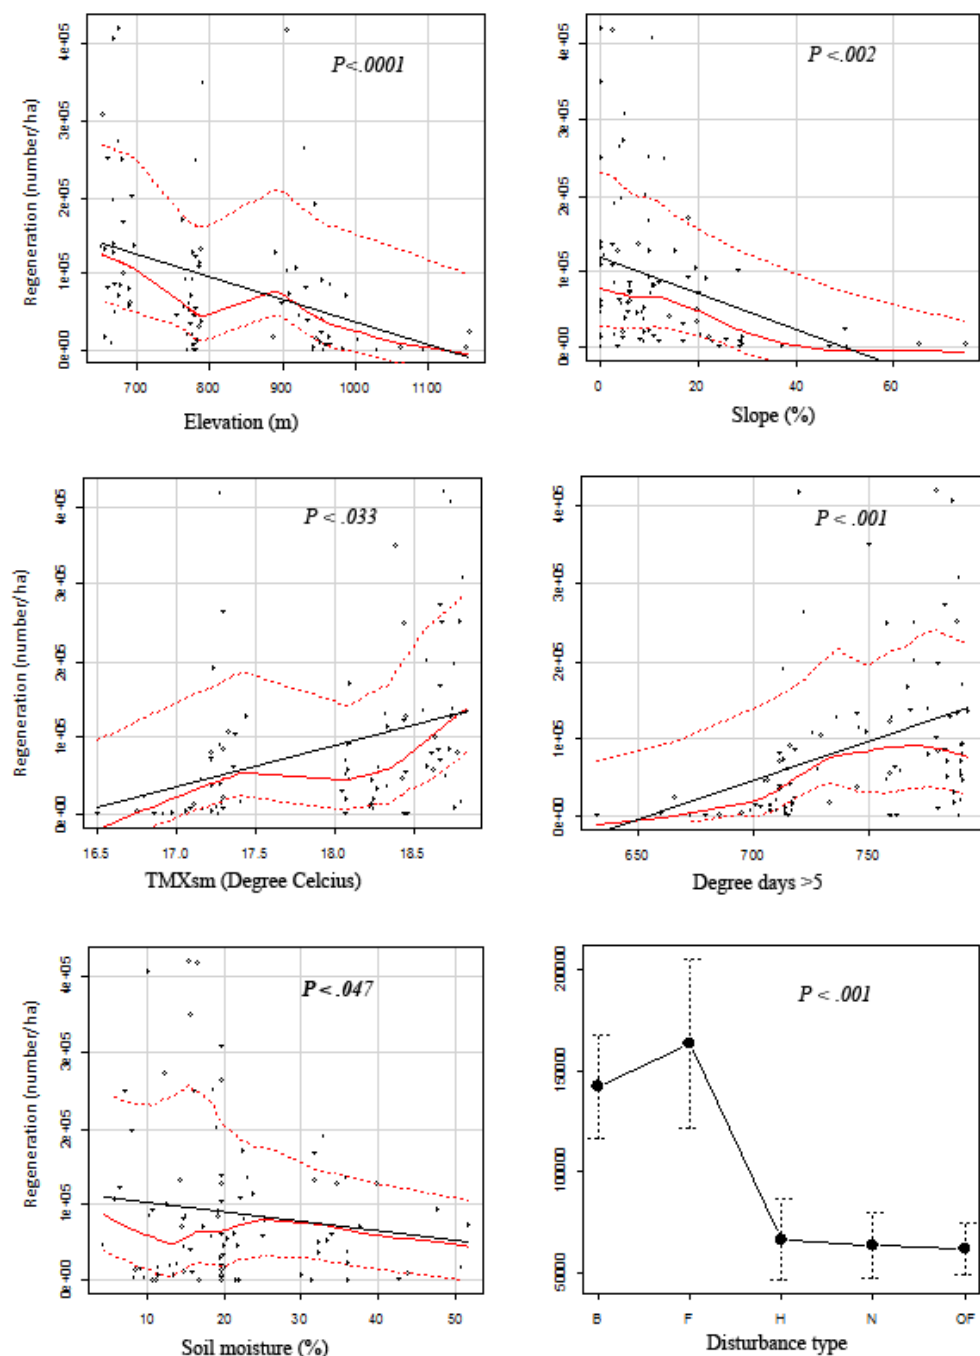 Regeneration (number/ha)
0e+00 1e+05 2e+05 3e+05 4e+05
P<.0001
700 800 900 1000 1100
Elevation (m)
0e+00 1e+05 2e+05 3e+05 4e+05
P<.002
0 20 40 60
Slope (%)
Regeneration (number/ha)
0e+00 1e+05 2e+05 3e+05 4e+05
P < .033
16.5 17.0 17.5 18.0 18.5
TMXsm (Degree Celcius)
0e+00 1e+05 2e+05 3e+05 4e+05
P < .001
650 700 750
Degree days >5
Regeneration (number/ha)
0e+00 1e+05 2e+05 3e+05 4e+05
P < .047
10 20 30 40 50
Soil moisture (%)
50000 100000 150000 200000
P < .001
B F H N OF
Disturbance type